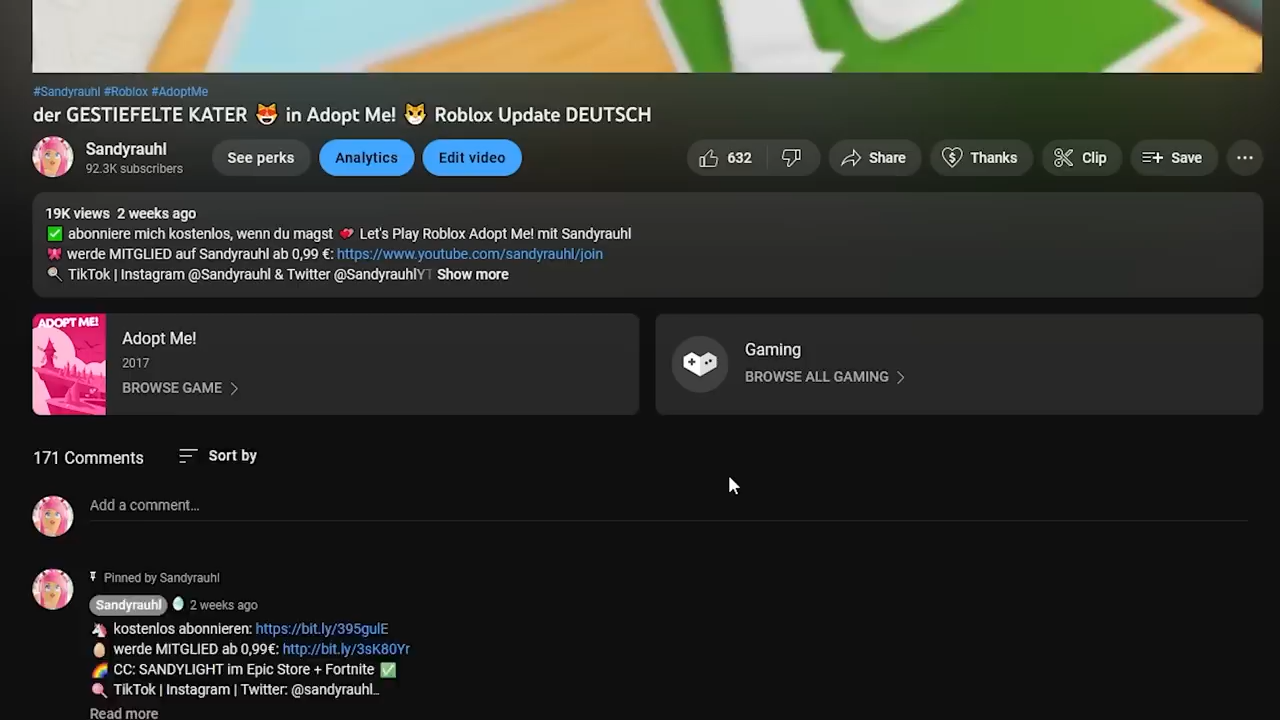 #Sandyrauhl #Roblox #AdoptMe
der GESTIEFELTE KATER 😻 in Adopt Me! 🐯 Roblox Update DEUTSCH
Sandyrauhl
92.3K subscribers
See perks
Analytics
Edit video
632
Share
Thanks
Clip
Save
19K views 2 weeks ago
✅ abonniere mich kostenlos, wenn du magst 💕 Let's Play Roblox Adopt Me! mit Sandyrauhl
🎀 werde MITGLIED auf Sandyrauhl ab 0,99 €: https://www.youtube.com/sandyrauhl/join
🔍 TikTok | Instagram @Sandyrauhl & Twitter @SandyrauhlYT Show more
ADOPT ME!
Adopt Me!
2017
BROWSE GAME
Gaming
BROWSE ALL GAMING
171 Comments
Sort by
Add a comment…
Pinned by Sandyrauhl
Sandyrauhl 2 weeks ago
🦄 kostenlos abonnieren: https://bit.ly/395gulE
🥚 werde MITGLIED ab 0,99€: http://bit.ly/3sK80Yr
🌈 CC: SANDYLIGHT im Epic Store + Fortnite ✅
🍭 TikTok | Instagram | Twitter: @sandyrauhl…
Read more